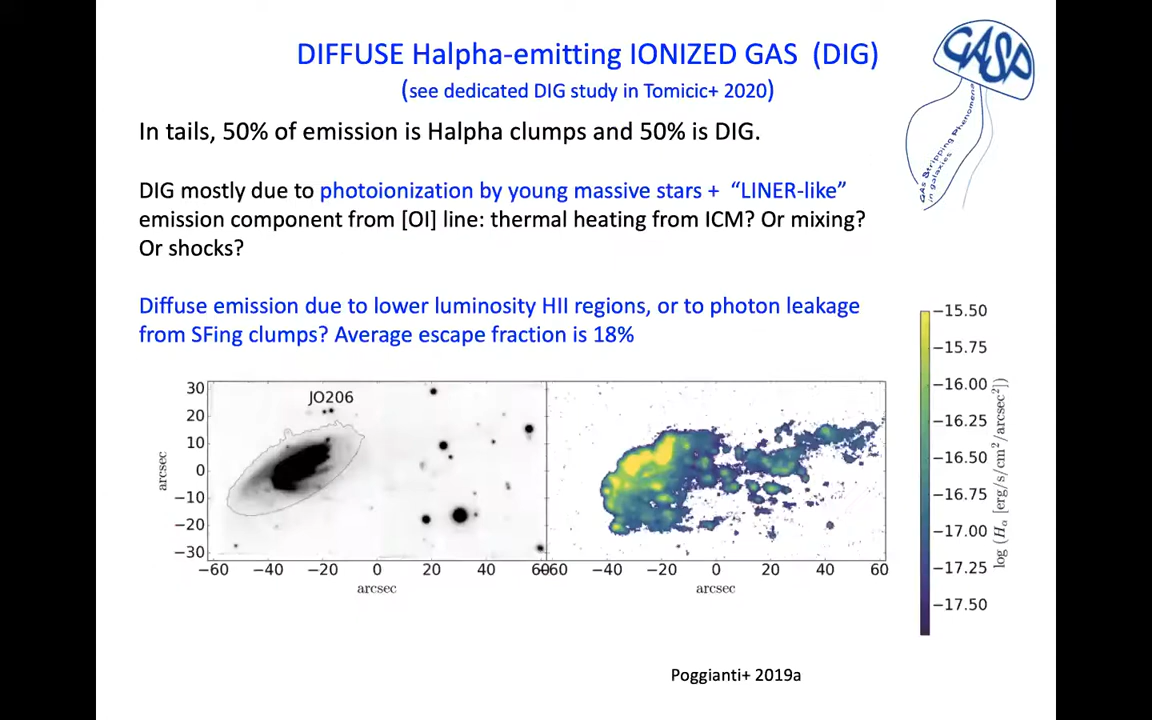 DIFFUSE Halpha-emitting IONIZED GAS (DIG)
(see dedicated DIG study in Tomicic+ 2020)
GASP
GAs Stripping Phenomena
in galaxies
In tails, 50% of emission is Halpha clumps and 50% is DIG.
DIG mostly due to photoionization by young massive stars + “LINER-like”
emission component from [OI] line: thermal heating from ICM? Or mixing?
Or shocks?
Diffuse emission due to lower luminosity HII regions, or to photon leakage
from SFing clumps? Average escape fraction is 18%
JO206
30
20
10
0
−10
−20
−30
arcsec
−60 −40 −20 0 20 40 60
arcsec
−60 −40 −20 0 20 40 60
arcsec
−15.50
−15.75
−16.00
−16.25
−16.50
−16.75
−17.00
−17.25
−17.50
log (Hα [erg/s/cm²/arcsec²])
Poggianti+ 2019a